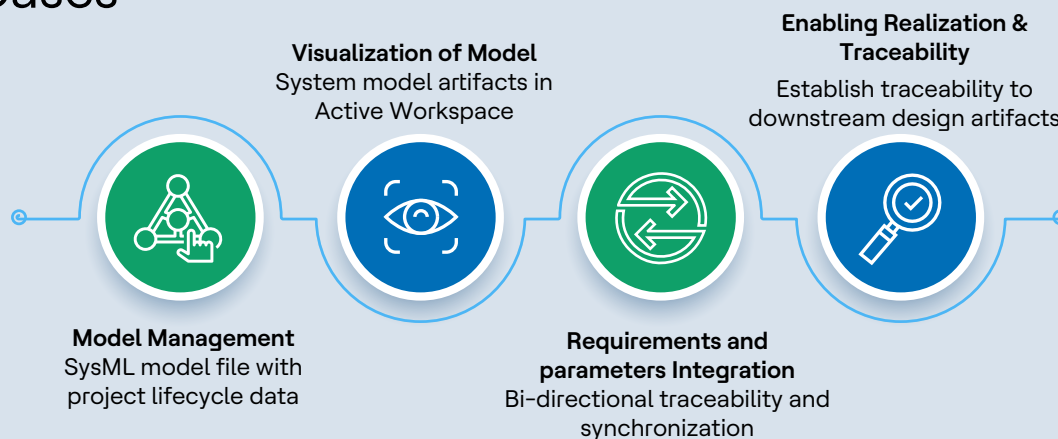 Visualization of Model
System model artifacts in
Active Workspace
Enabling Realization &
Traceability
Establish traceability to
downstream design artifacts
Model Management
SysML model file with
project lifecycle data
Requirements and
parameters Integration
Bi-directional traceability and
synchronization